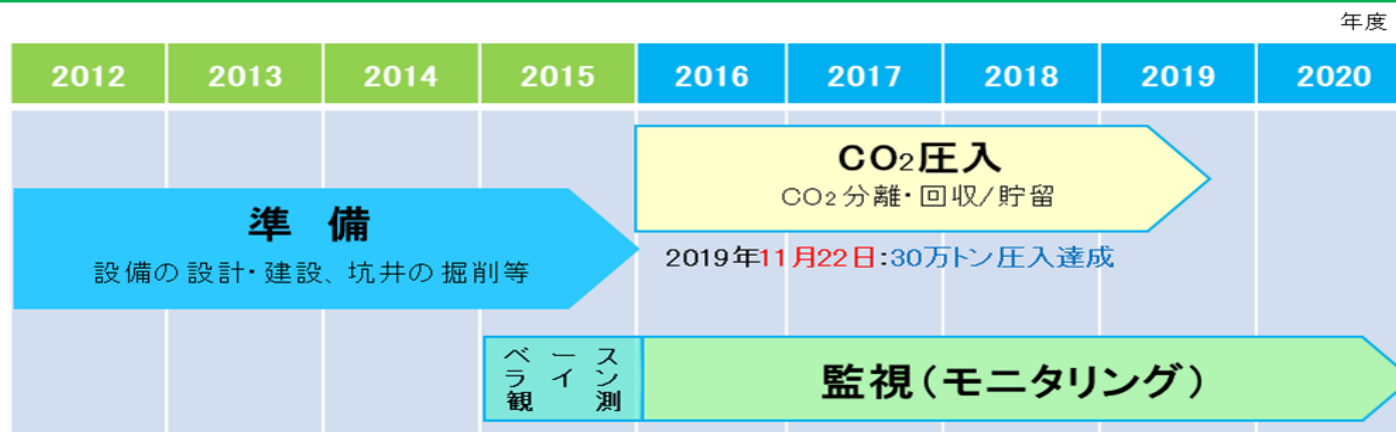 年度
2012 2013 2014 2015 2016 2017 2018 2019 2020
CO₂圧入
CO₂分離・回収/貯留
準 備
設備の設計・建設、坑井の掘削等
2019年11月22日:30万トン圧入達成
ベース
ライン
観 測
監視(モニタリング)